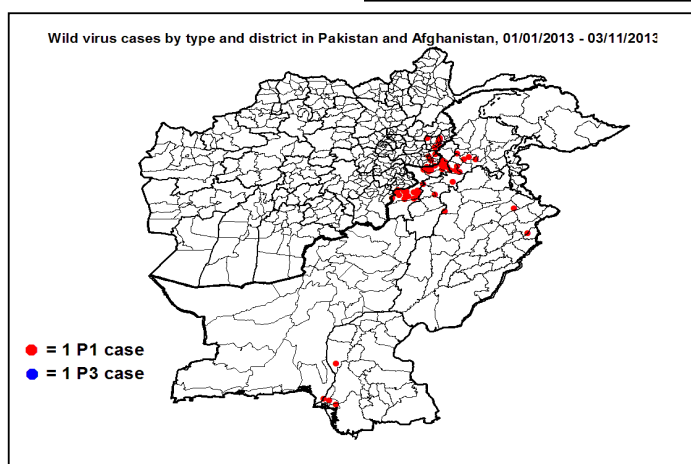 Wild virus cases by type and district in Pakistan and Afghanistan, 01/01/2013 - 03/11/2013
= 1 P1 case
= 1 P3 case